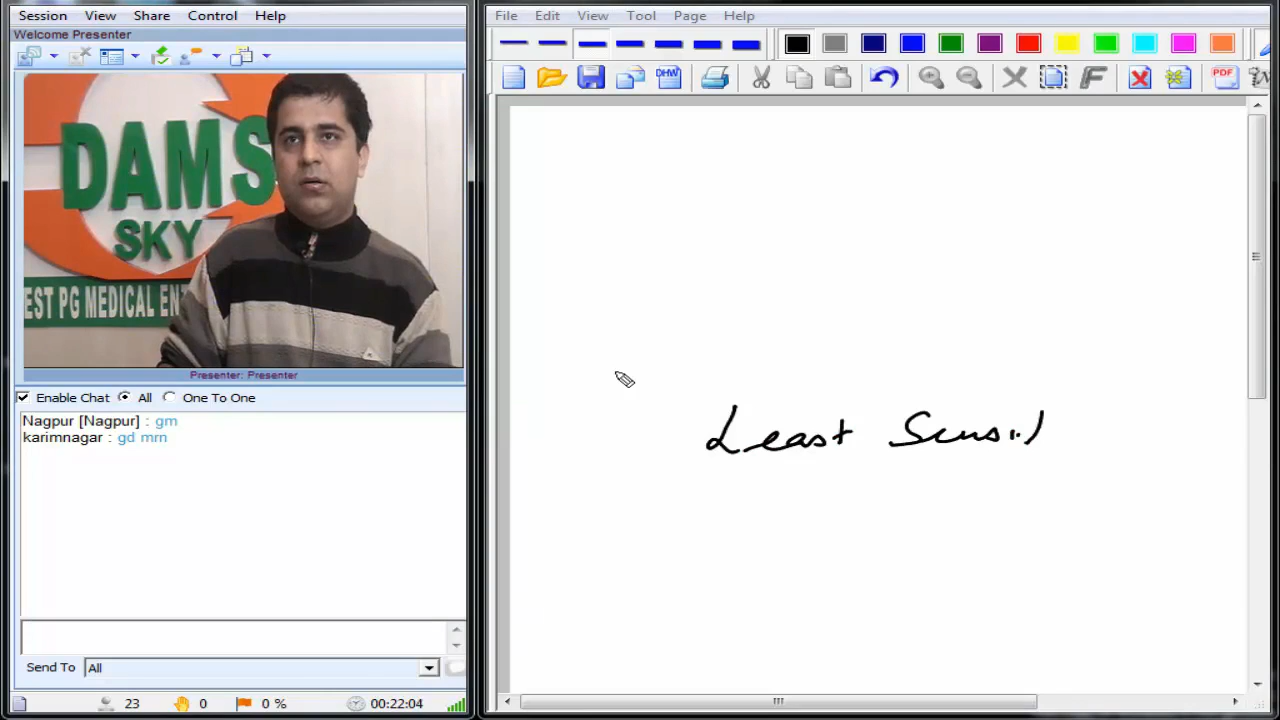 Session View Share Control Help
Welcome Presenter
DAMS
SKY
EST PG MEDICAL ENT
Presenter: Presenter
Enable Chat All One To One
Nagpur [Nagpur] : gm
karimnagar : gd mrn
Send To All
23 0 0 % 00:22:04
File Edit View Tool Page Help
DHW PDF
Least